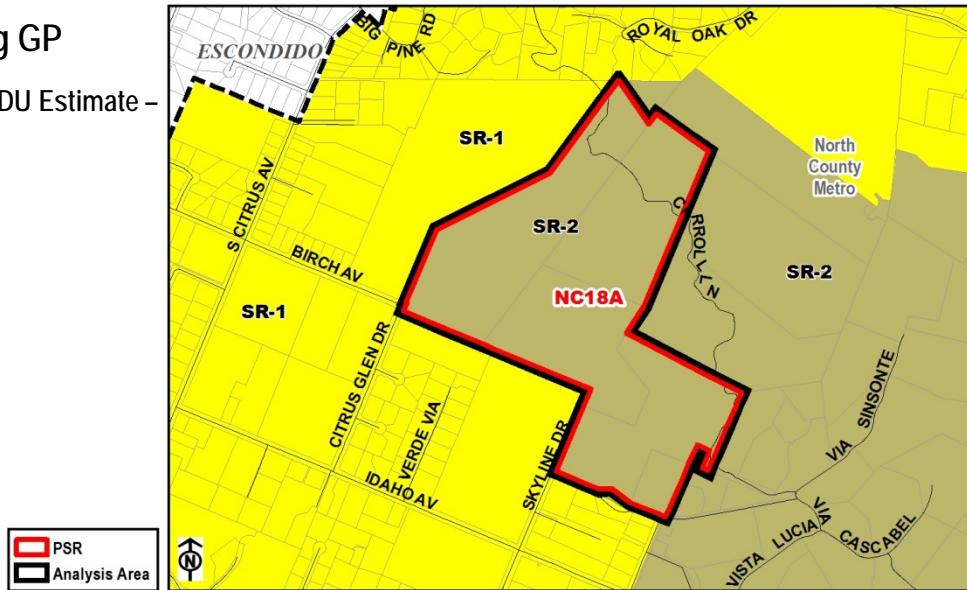 g GP
DU Estimate –
ESCONDIDO
BIG PINE RD
ROYAL OAK DR
SR-1
North
County
Metro
S CITRUS AV
SR-2
CARROLL LN
BIRCH AV
SR-2
NC18A
SR-1
CITRUS GLEN DR
VERDE VIA
SKYLINE DR
IDAHO AV
VIA SINSONTE
VIA CASCABEL
VISTA LUCIA
PSR
Analysis Area
N